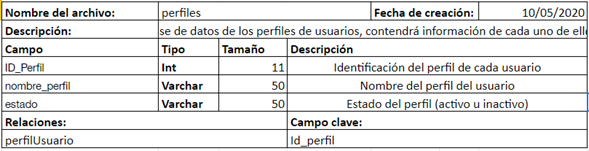 Nombre del archivo: perfiles Fecha de creación: 10/05/2020
Descripción: se de datos de los perfiles de usuarios, contendrá información de cada uno de ell
Campo Tipo Tamaño Descripción
ID_Perfil Int 11 Identificación del perfil de cada usuario
nombre_perfil Varchar 50 Nombre del perfil del usuario
estado Varchar 50 Estado del perfil (activo u inactivo)
Relaciones: Campo clave:
perfilUsuario Id_perfil